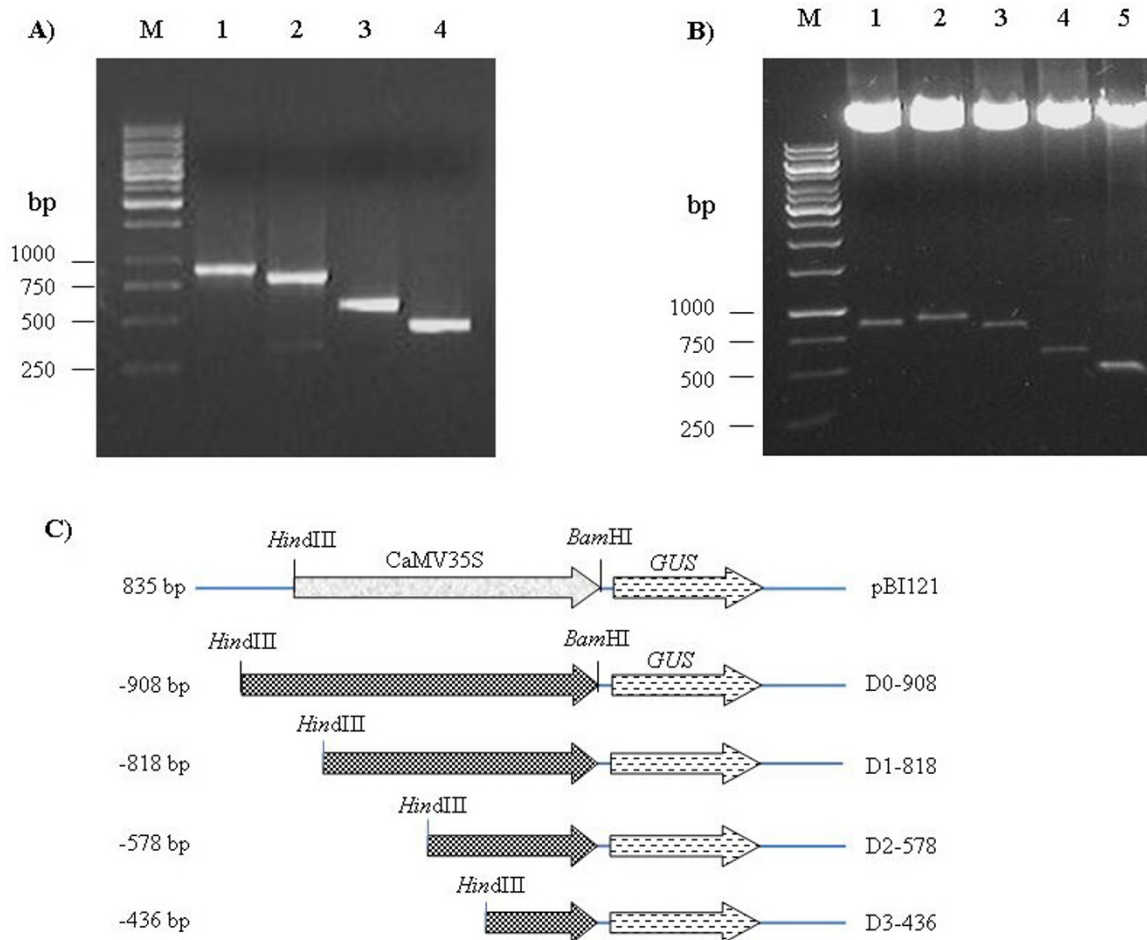 A) M 1 2 3 4
bp
1000
750
500
250
B) M 1 2 3 4 5
bp
1000
750
500
250
C)
HindIII CaMV35S BamHI GUS
835 bp pBI121
HindIII BamHI GUS
-908 bp D0-908
HindIII
-818 bp D1-818
HindIII
-578 bp D2-578
HindIII
-436 bp D3-436